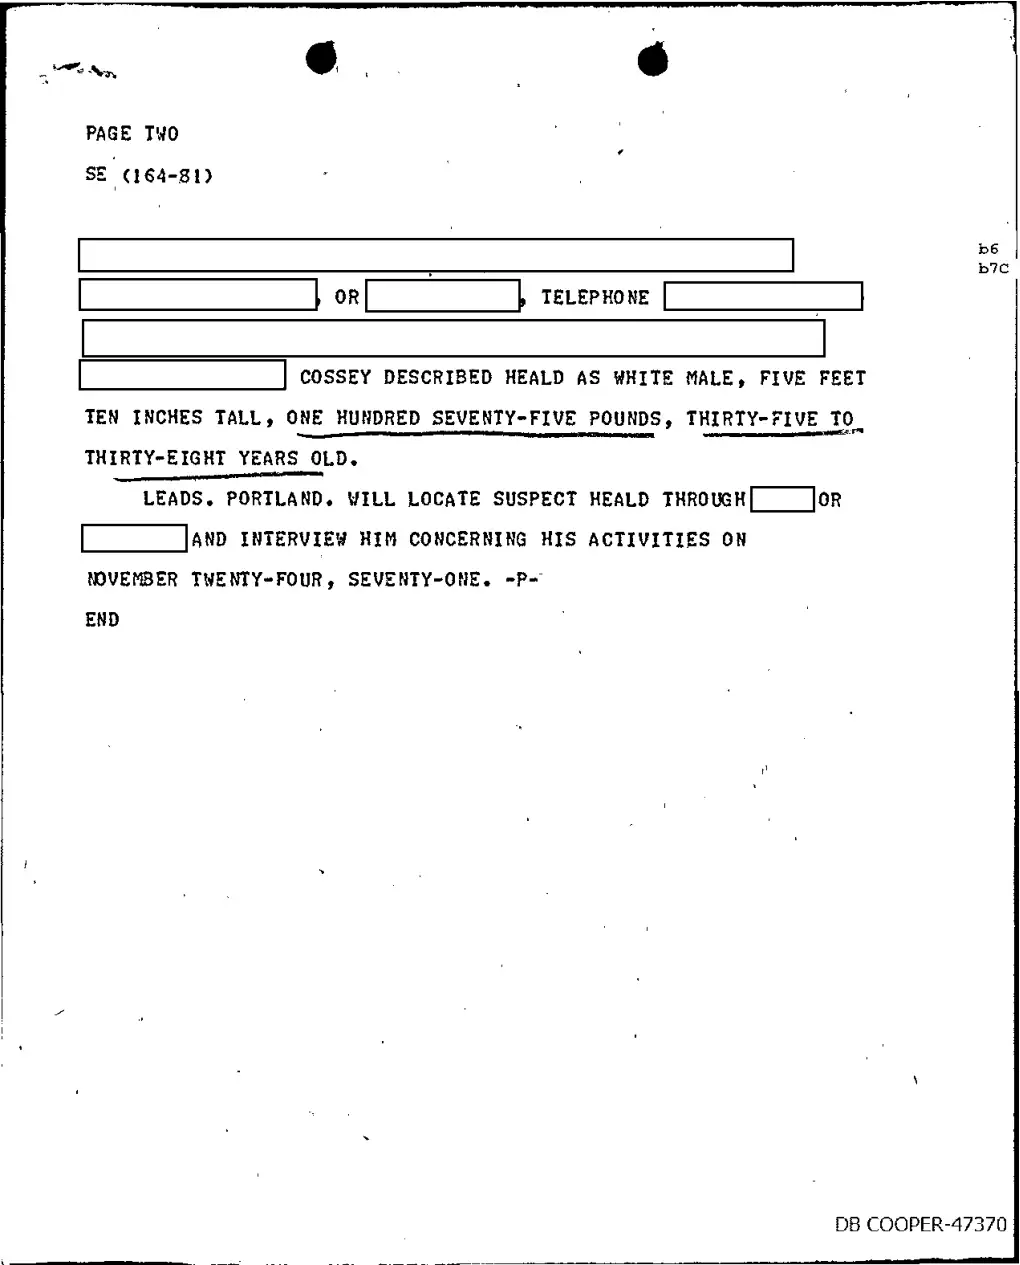 PAGE TWO
SE (164-81)
b6
b7C
, OR , TELEPHONE
COSSEY DESCRIBED HEALD AS WHITE MALE, FIVE FEET
TEN INCHES TALL, ONE HUNDRED SEVENTY-FIVE POUNDS, THIRTY-FIVE TO
THIRTY-EIGHT YEARS OLD.
LEADS. PORTLAND. WILL LOCATE SUSPECT HEALD THROUGH OR
AND INTERVIEW HIM CONCERNING HIS ACTIVITIES ON
NOVEMBER TWENTY-FOUR, SEVENTY-ONE. -P-
END
DB COOPER-47370